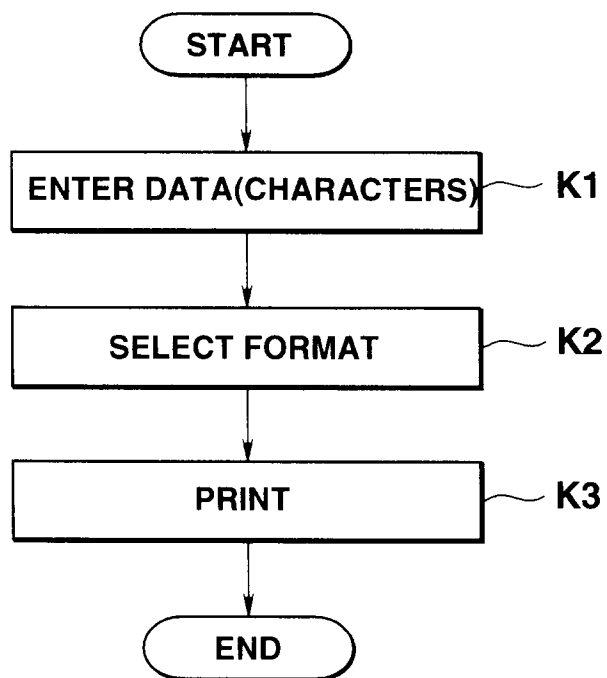 START
ENTER DATA(CHARACTERS)
K1
SELECT FORMAT
K2
PRINT
K3
END